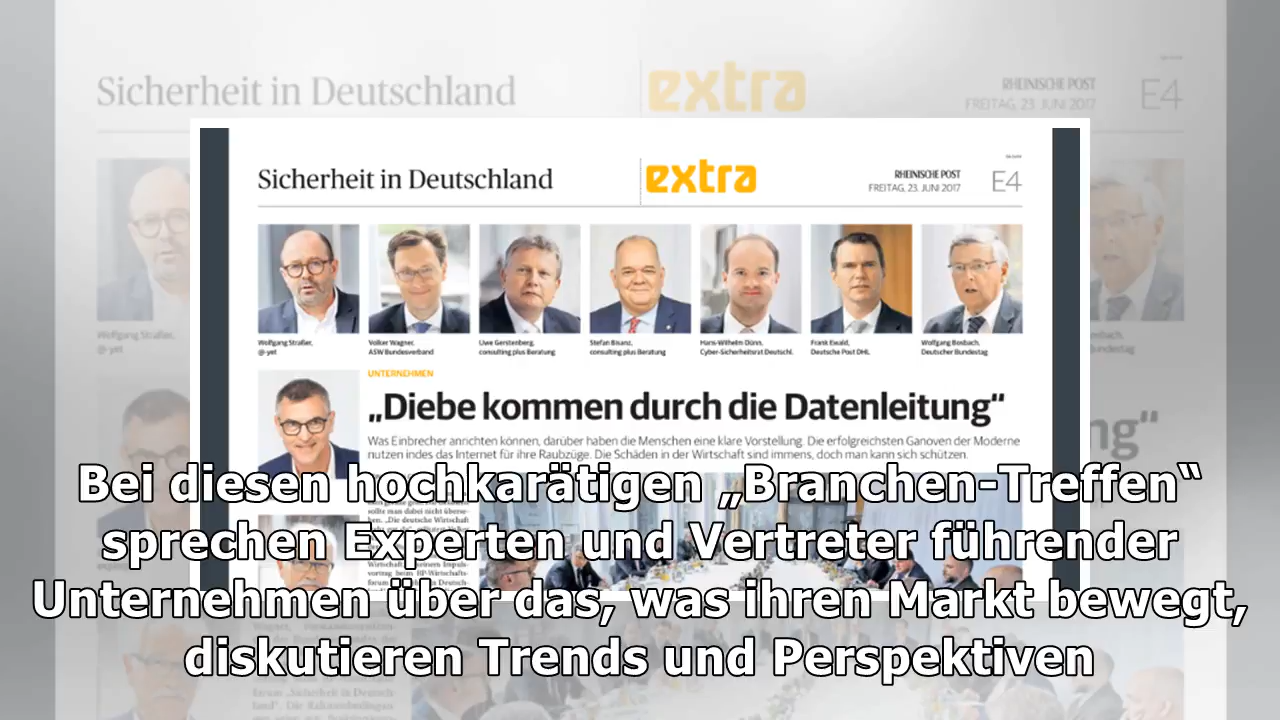 Sicherheit in Deutschland
extra
RHEINISCHE POST
FREITAG, 23. JUNI 2017
E4
Wolfgang Straßer,
@-yet
Volker Wagner,
ASW Bundesverband
Uwe Gerstenberg,
consulting plus Beratung
Stefan Bisanz,
consulting plus Beratung
Hans-Wilhelm Dünn,
Cyber-Sicherheitsrat Deutschl.
Frank Ewald,
Deutsche Post DHL
Wolfgang Bosbach,
Deutscher Bundestag
UNTERNEHMEN
„Diebe kommen durch die Datenleitung“
Was Einbrecher anrichten können, darüber haben die Menschen eine klare Vorstellung. Die erfolgreichsten Ganoven der Moderne
nutzen indes das Internet für ihre Raubzüge. Die Schäden in der Wirtschaft sind immens, doch man kann sich schützen.
Bei diesen hochkarätigen „Branchen-Treffen“
sprechen Experten und Vertreter führender
Unternehmen über das, was ihren Markt bewegt,
diskutieren Trends und Perspektiven